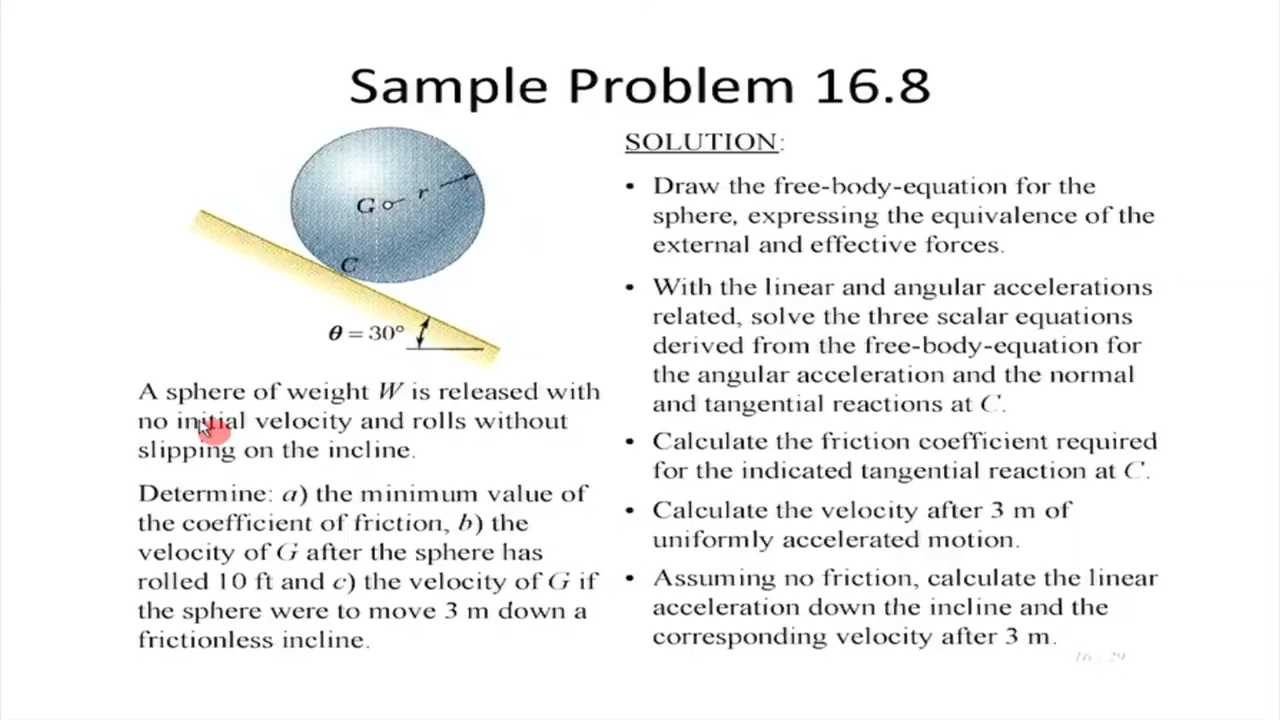 Sample Problem 16.8
G
r
C
θ = 30°
A sphere of weight W is released with
no initial velocity and rolls without
slipping on the incline.
Determine: a) the minimum value of
the coefficient of friction, b) the
velocity of G after the sphere has
rolled 10 ft and c) the velocity of G if
the sphere were to move 3 m down a
frictionless incline.
SOLUTION:
• Draw the free-body-equation for the
sphere, expressing the equivalence of the
external and effective forces.
• With the linear and angular accelerations
related, solve the three scalar equations
derived from the free-body-equation for
the angular acceleration and the normal
and tangential reactions at C.
• Calculate the friction coefficient required
for the indicated tangential reaction at C.
• Calculate the velocity after 3 m of
uniformly accelerated motion.
• Assuming no friction, calculate the linear
acceleration down the incline and the
corresponding velocity after 3 m.
16 - 29